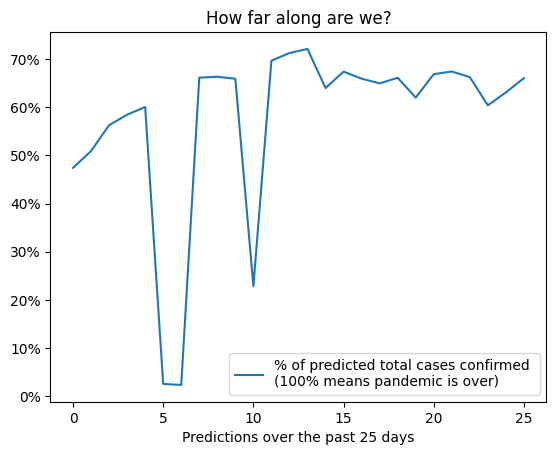 How far along are we?
70%
60%
50%
40%
30%
20%
10%
0%
% of predicted total cases confirmed
(100% means pandemic is over)
0 5 10 15 20 25
Predictions over the past 25 days